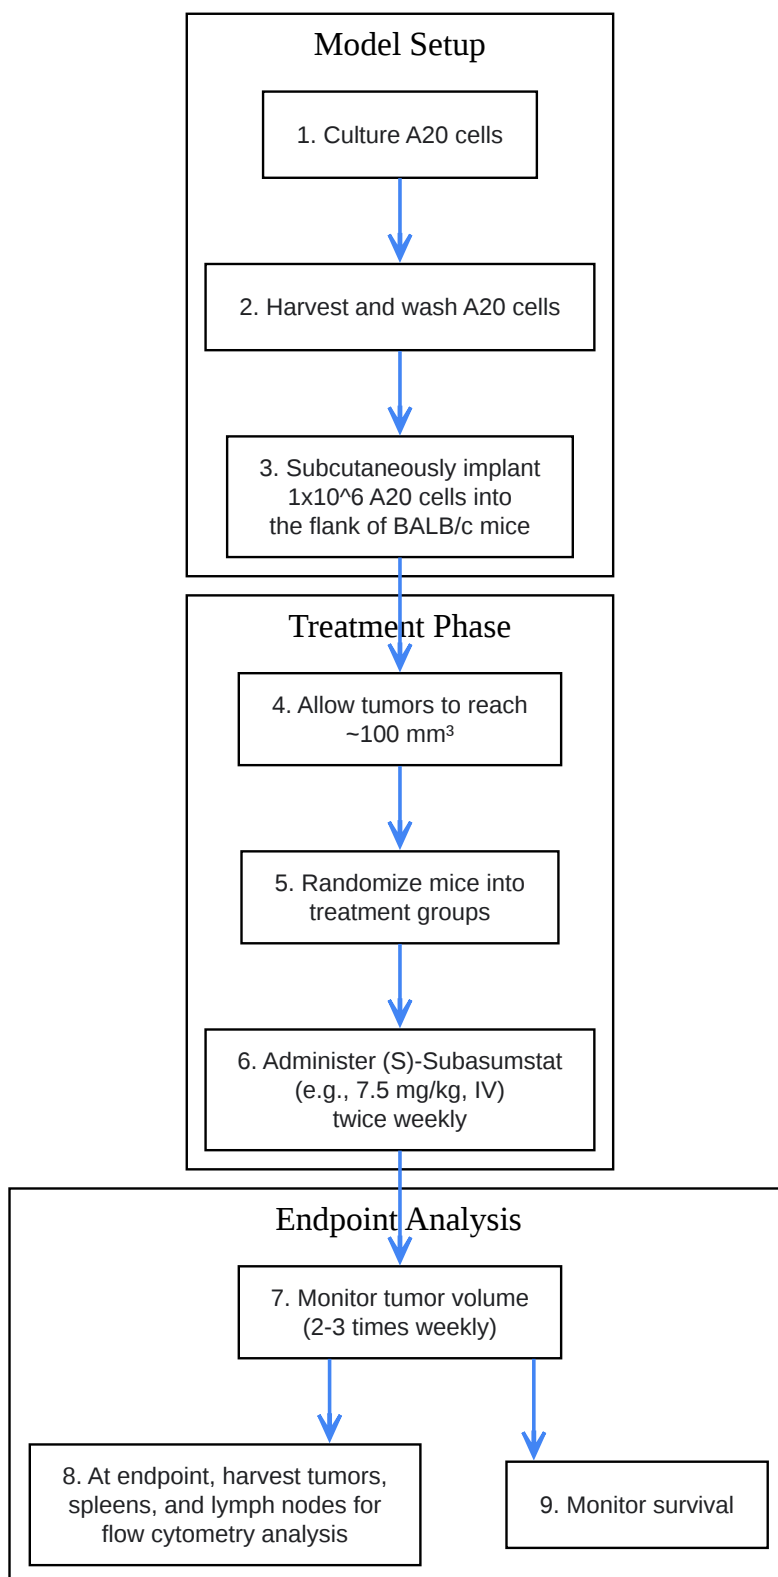 Model Setup
1. Culture A20 cells
2. Harvest and wash A20 cells
3. Subcutaneously implant
1x10^6 A20 cells into
the flank of BALB/c mice
Treatment Phase
4. Allow tumors to reach
~100 mm³
5. Randomize mice into
treatment groups
6. Administer (S)-Subasumstat
(e.g., 7.5 mg/kg, IV)
twice weekly
Endpoint Analysis
7. Monitor tumor volume
(2-3 times weekly)
8. At endpoint, harvest tumors,
spleens, and lymph nodes for
flow cytometry analysis
9. Monitor survival